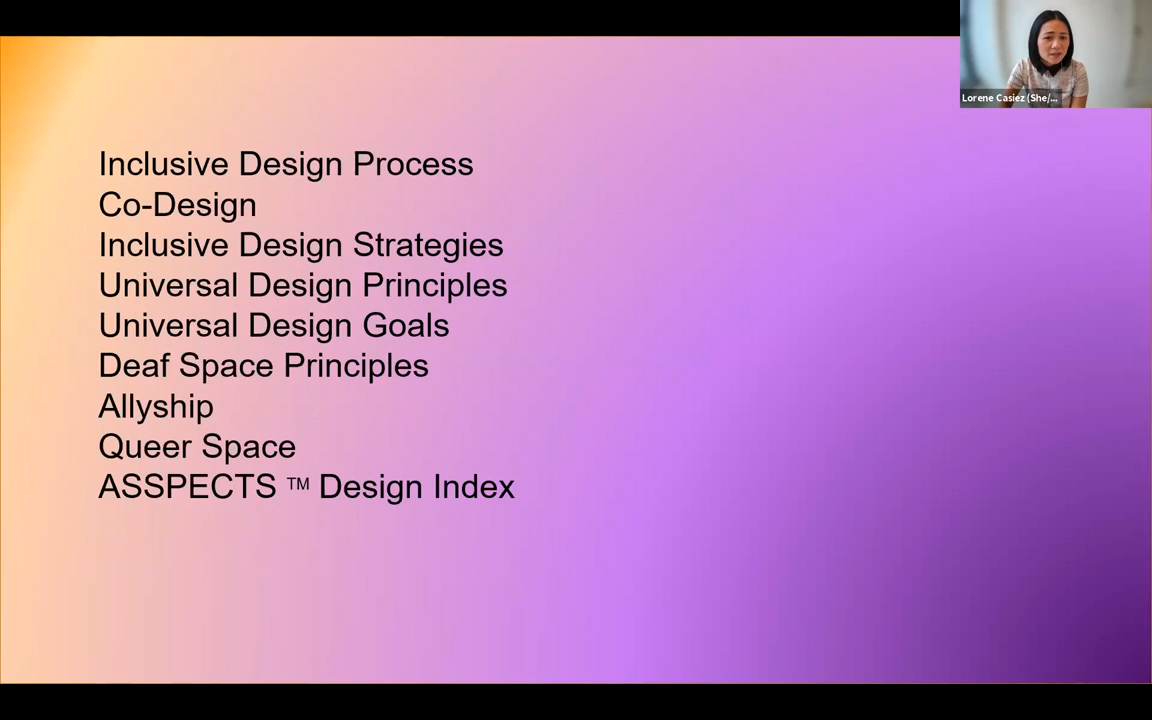 Lorene Casiez (She/...
Inclusive Design Process
Co-Design
Inclusive Design Strategies
Universal Design Principles
Universal Design Goals
Deaf Space Principles
Allyship
Queer Space
ASSPECTS ™ Design Index